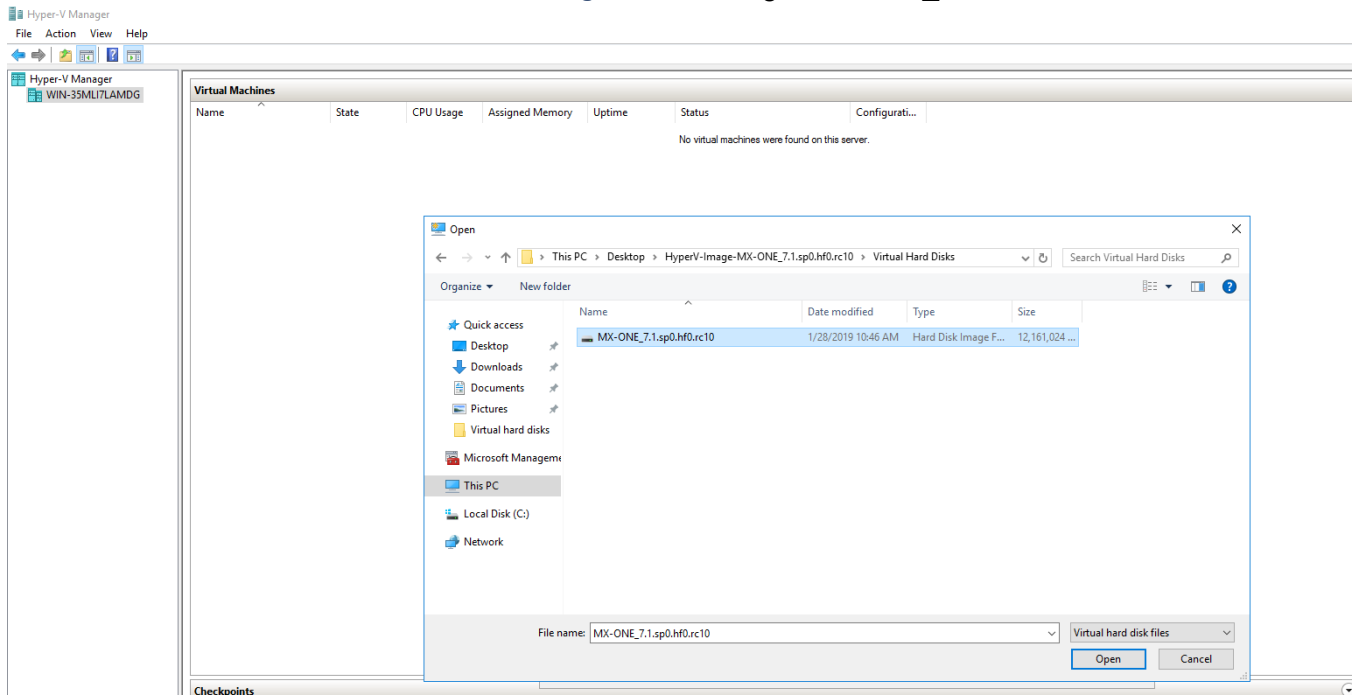 Hyper-V Manager
File Action View Help
Hyper-V Manager
WIN-35MLI7LAMDG
Virtual Machines
Name State CPU Usage Assigned Memory Uptime Status Configurati...
No virtual machines were found on this server.
Open
This PC > Desktop > HyperV-Image-MX-ONE_7.1.sp0.hf0.rc10 > Virtual Hard Disks
Search Virtual Hard Disks
Organize New folder
Name Date modified Type Size
MX-ONE_7.1.sp0.hf0.rc10 1/28/2019 10:46 AM Hard Disk Image F... 12,161,024 ...
Quick access
Desktop
Downloads
Documents
Pictures
Virtual hard disks
Microsoft Manageme
This PC
Local Disk (C:)
Network
File name: MX-ONE_7.1.sp0.hf0.rc10 Virtual hard disk files
Open Cancel
Checkpoints